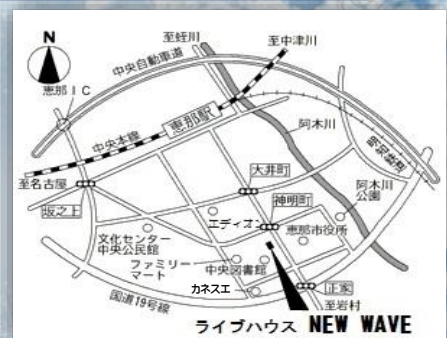 N
至蛭川
至中津川
中央自動車道
恵那IC
恵那駅
中央本線
明知鉄道
阿木川
至名古屋
大井町
阿木川
公園
坂之上
神明町
エディオン
文化センター
中央公民館
恵那市役所
ファミリー
マート
中央図書館
カネスエ
正家
国道19号線
至岩村
ライブハウス NEW WAVE